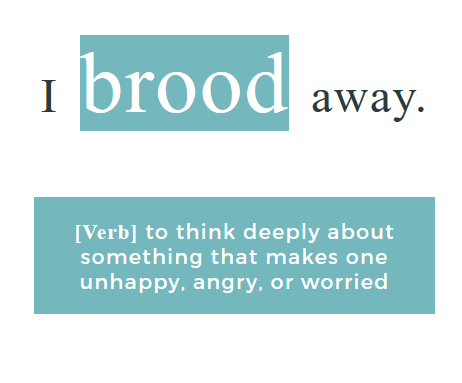 I brood away.
[Verb] to think deeply about
something that makes one
unhappy, angry, or worried